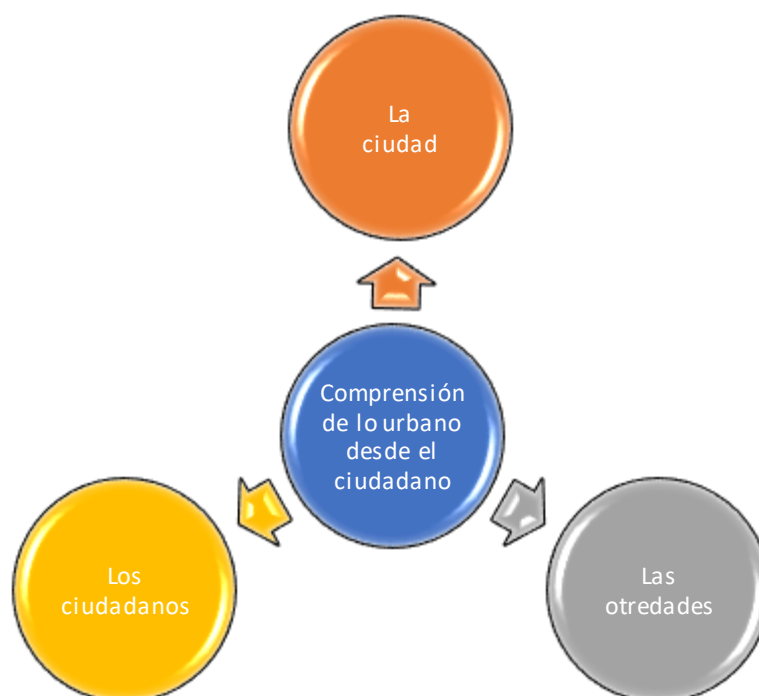 La
ciudad
Comprensión
de lo urbano
desde el
ciudadano
Los
ciudadanos
Las
otredades